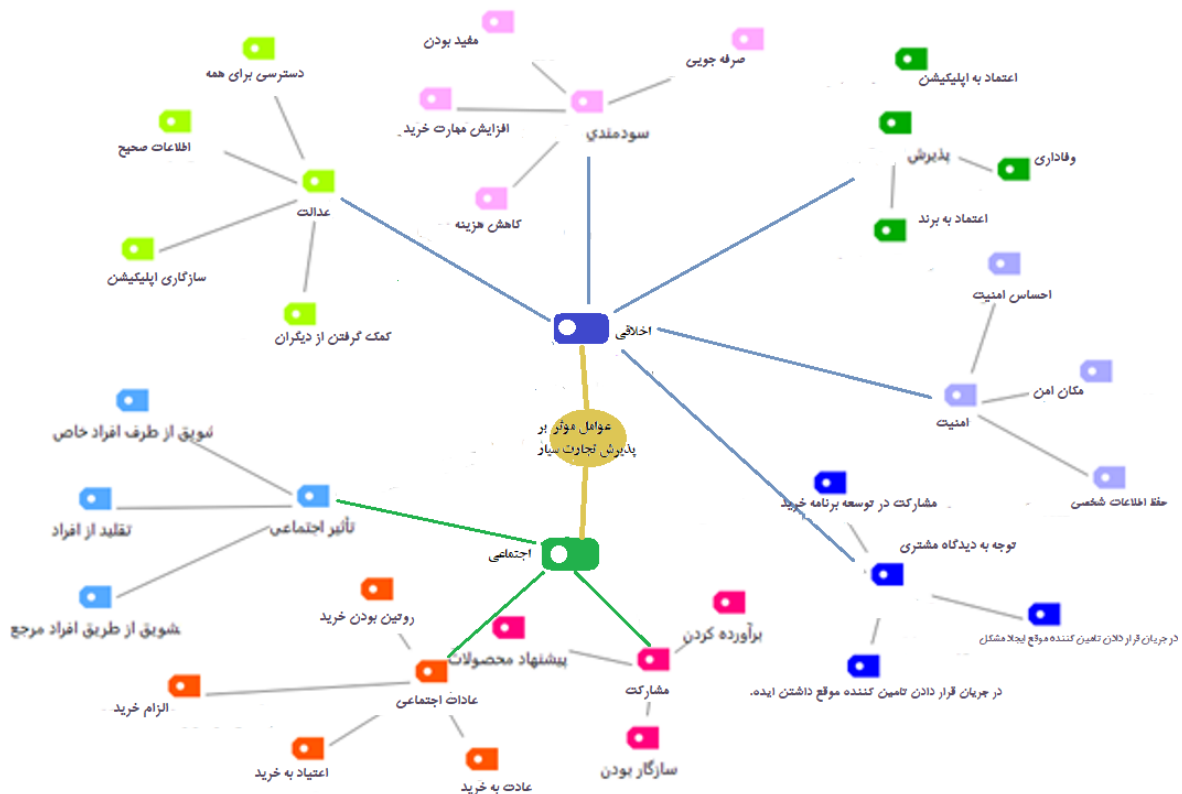 مفید بودن
صرفه جویی
افزایش مهارت خرید
سودمندي
کاهش هزینه
دسترسی برای همه
اطلاعات صحیح
عدالت
سازگاری اپلیکیشن
کمک گرفتن از دیگران
اعتماد به اپلیکیشن
پذیرش
وفاداری
اعتماد به برند
احساس امنیت
مکان امن
امنیت
حفظ اطلاعات شخصی
اخلاقی
عوامل موثر بر
پذیرش تجارت سیار
مشارکت در توسعه برنامه خرید
توجه به دیدگاه مشتری
در جریان قرار دادن تامین کننده موقع ایجاد مشکل
در جریان قرار دادن تامین کننده موقع داشتن ایده.
اجتماعی
از طرف افراد خاص
تأثیر اجتماعی
تقلید از افراد
شویق از طریق افراد مرجع
روتین بودن خرید
عادات اجتماعی
الزام خرید
اعتیاد به خرید
عادت به خرید
برآورده کردن
پیشنهاد محصولات
مشارکت
سازگار بودن